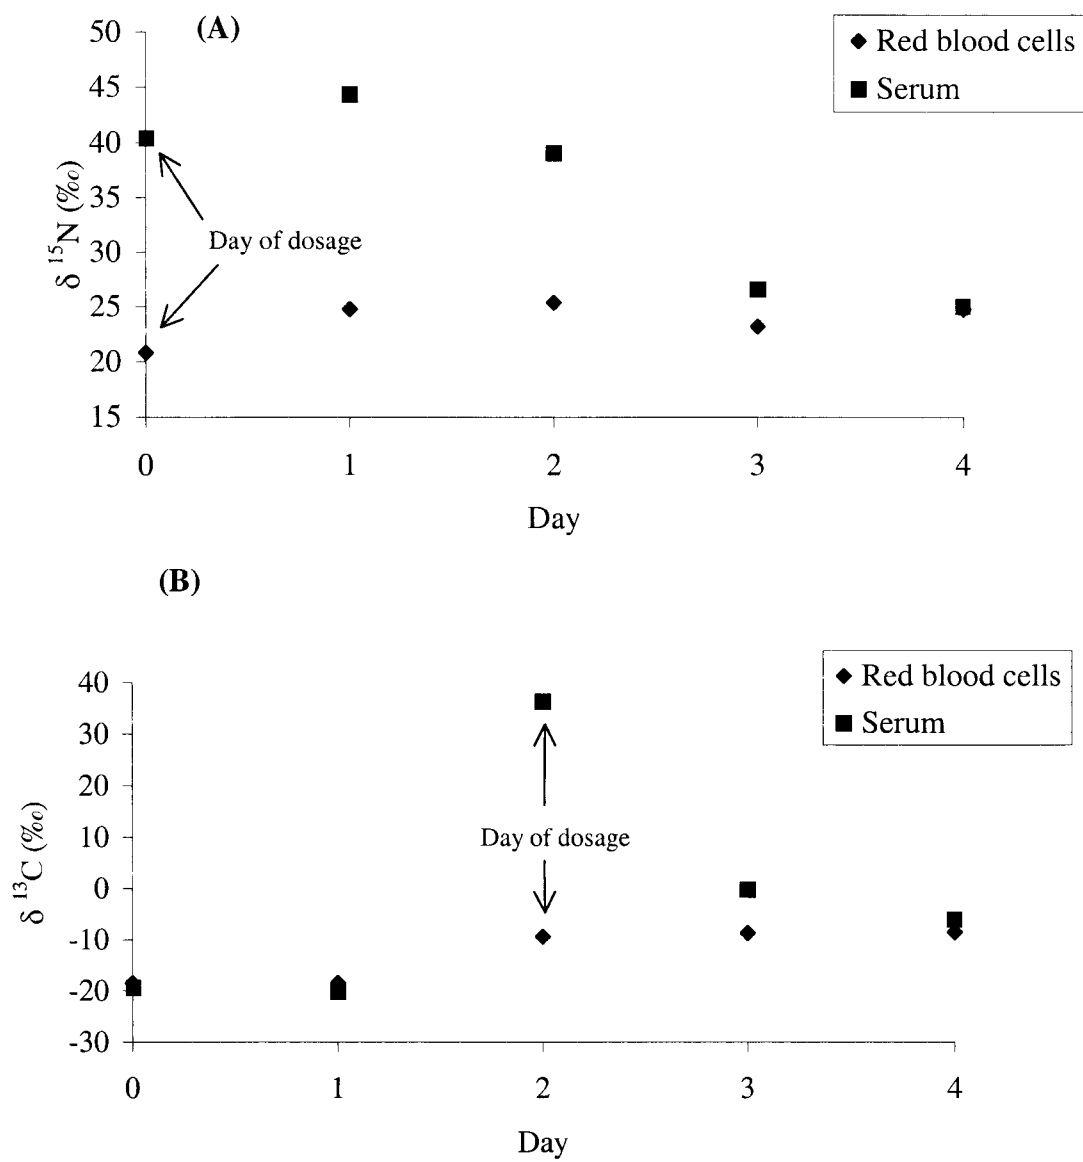 (A)
50
45
40
35
30
25
20
15
δ ¹⁵N (‰)
Red blood cells
Serum
Day of dosage
0 1 2 3 4
Day
(B)
40
30
20
10
0
-10
-20
-30
δ ¹³C (‰)
Red blood cells
Serum
Day of dosage
0 1 2 3 4
Day